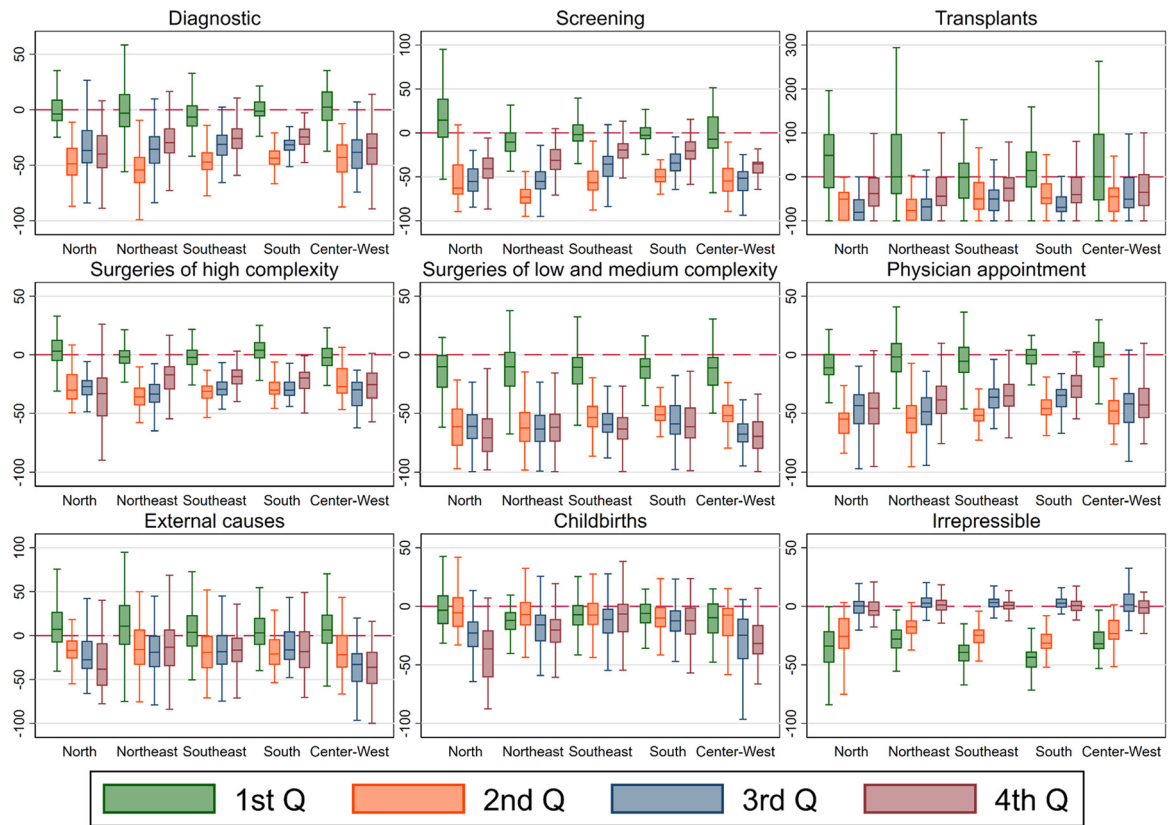 Diagnostic
50
0
-50
-100
North Northeast Southeast South Center-West
Screening
100
50
0
-50
-100
North Northeast Southeast South Center-West
Transplants
300
200
100
0
-100
North Northeast Southeast South Center-West
Surgeries of high complexity
50
0
-50
-100
North Northeast Southeast South Center-West
Surgeries of low and medium complexity
50
0
-50
-100
North Northeast Southeast South Center-West
Physician appointment
50
0
-50
-100
North Northeast Southeast South Center-West
External causes
100
50
0
-50
-100
North Northeast Southeast South Center-West
Childbirths
50
0
-50
-100
North Northeast Southeast South Center-West
Irrepressible
50
0
-50
-100
North Northeast Southeast South Center-West
1st Q 2nd Q 3rd Q 4th Q